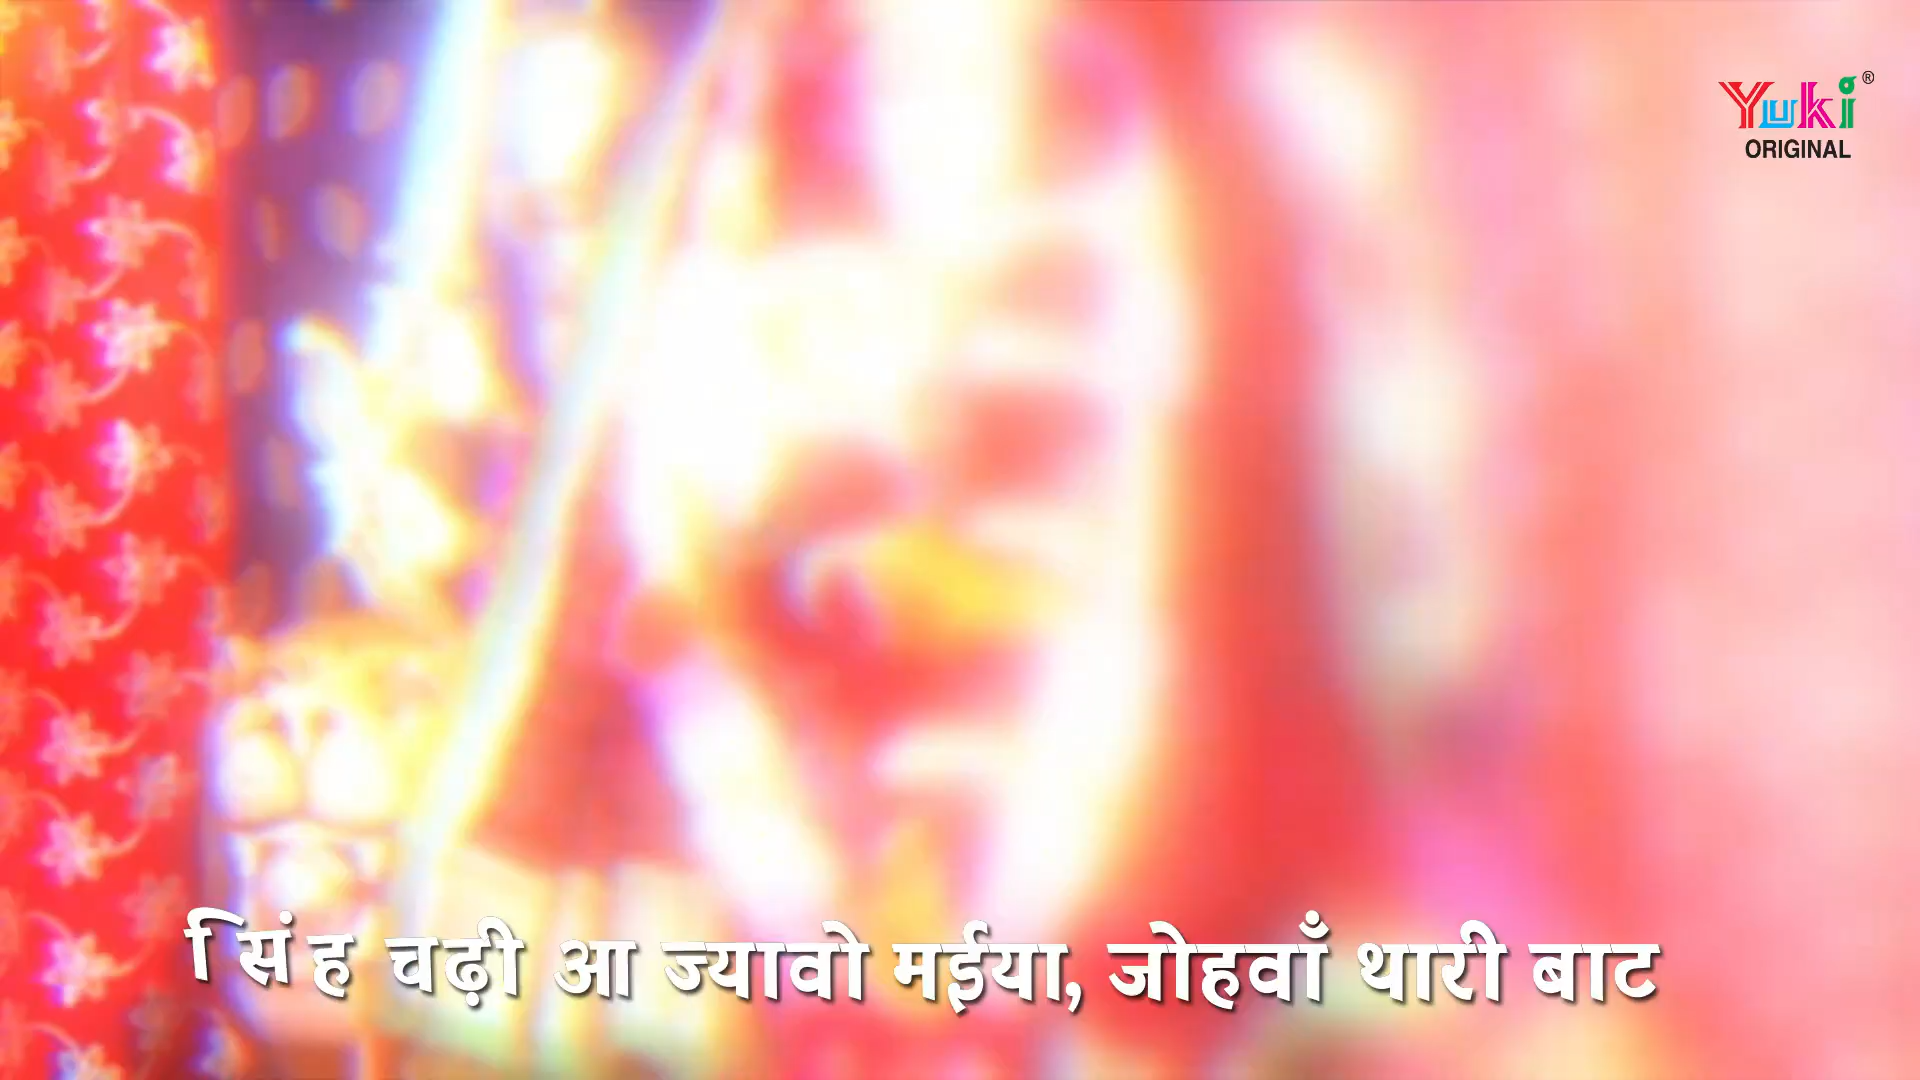 Yuki®
ORIGINAL
सिंह चढ़ी आ ज्यावो मईया, जोहवाँ थारी बाट